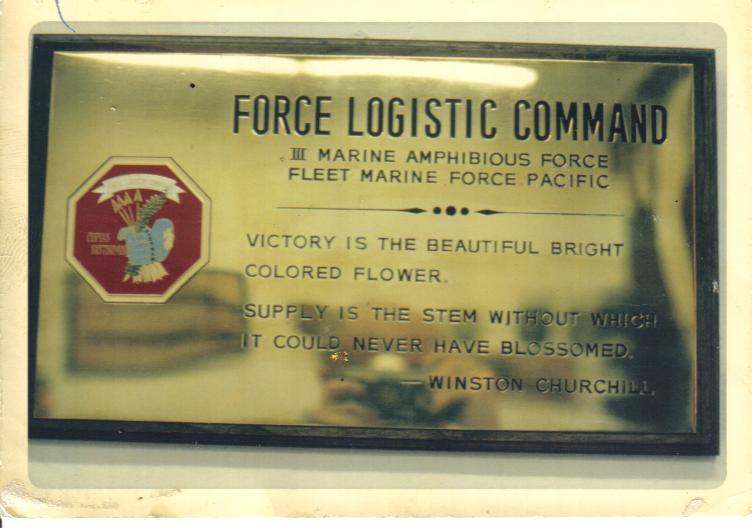 FORCE LOGISTIC COMMAND
III MARINE AMPHIBIOUS FORCE
FLEET MARINE FORCE PACIFIC
VICTORY IS THE BEAUTIFUL BRIGHT
COLORED FLOWER.
SUPPLY IS THE STEM WITHOUT WHICH
IT COULD NEVER HAVE BLOSSOMED.
— WINSTON CHURCHILL